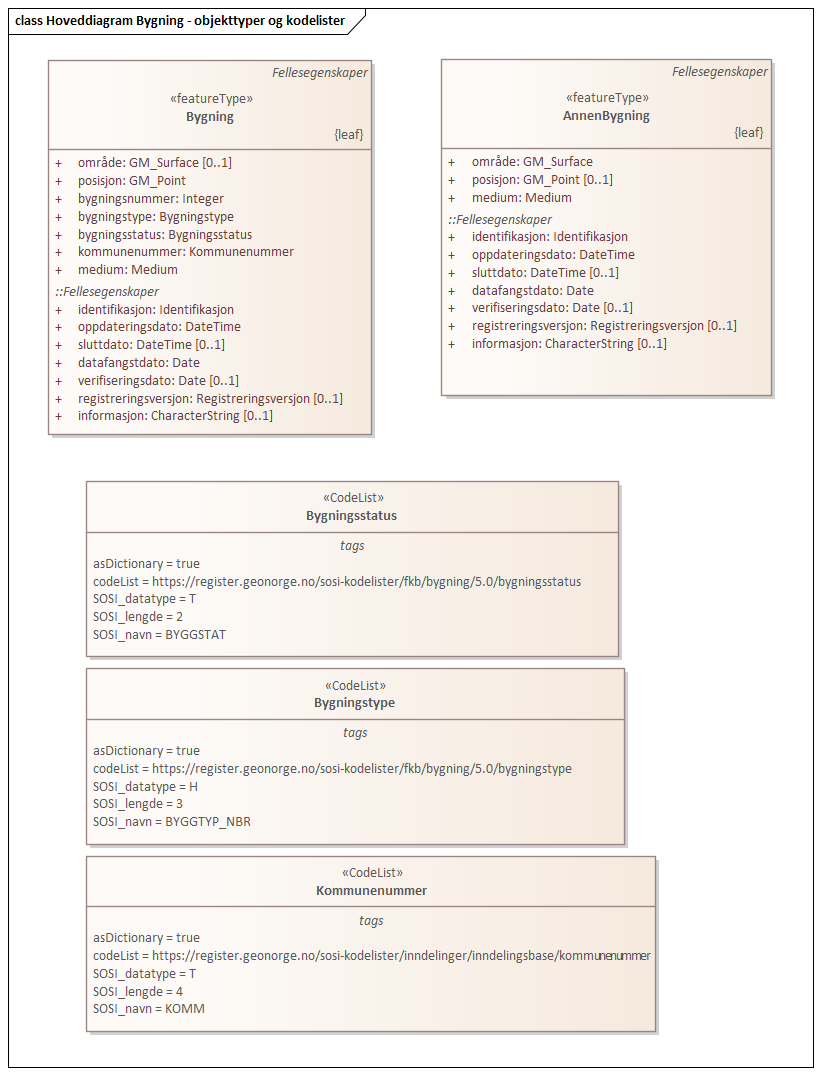 class Hoveddiagram Bygning - objekttyper og kodelister
Fellesegenskaper
«featureType»
Bygning
{leaf}
+ område: GM_Surface [0..1]
+ posisjon: GM_Point
+ bygningsnummer: Integer
+ bygningstype: Bygningstype
+ bygningsstatus: Bygningsstatus
+ kommunenummer: Kommunenummer
+ medium: Medium
::Fellesegenskaper
+ identifikasjon: Identifikasjon
+ oppdateringsdato: DateTime
+ sluttdato: DateTime [0..1]
+ datafangstdato: Date
+ verifiseringsdato: Date [0..1]
+ registreringsversjon: Registreringsversjon [0..1]
+ informasjon: CharacterString [0..1]
Fellesegenskaper
«featureType»
AnnenBygning
{leaf}
+ område: GM_Surface
+ posisjon: GM_Point [0..1]
+ medium: Medium
::Fellesegenskaper
+ identifikasjon: Identifikasjon
+ oppdateringsdato: DateTime
+ sluttdato: DateTime [0..1]
+ datafangstdato: Date
+ verifiseringsdato: Date [0..1]
+ registreringsversjon: Registreringsversjon [0..1]
+ informasjon: CharacterString [0..1]
«CodeList»
Bygningsstatus
tags
asDictionary = true
codeList = https://register.geonorge.no/sosi-kodelister/fkb/bygning/5.0/bygningsstatus
SOSI_datatype = T
SOSI_lengde = 2
SOSI_navn = BYGGSTAT
«CodeList»
Bygningstype
tags
asDictionary = true
codeList = https://register.geonorge.no/sosi-kodelister/fkb/bygning/5.0/bygningstype
SOSI_datatype = H
SOSI_lengde = 3
SOSI_navn = BYGGTYP_NBR
«CodeList»
Kommunenummer
tags
asDictionary = true
codeList = https://register.geonorge.no/sosi-kodelister/inndelinger/inndelingsbase/kommunenummer
SOSI_datatype = T
SOSI_lengde = 4
SOSI_navn = KOMM